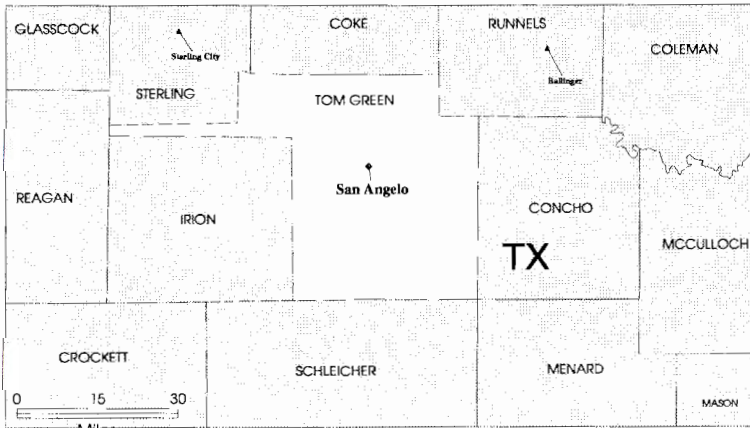 GLASSCOCK
COKE
RUNNELS
COLEMAN
Sterling City
Ballinger
STERLING
TOM GREEN
San Angelo
REAGAN
IRION
CONCHO
TX
MCCULLOCH
CROCKETT
SCHLEICHER
MENARD
MASON
0 15 30